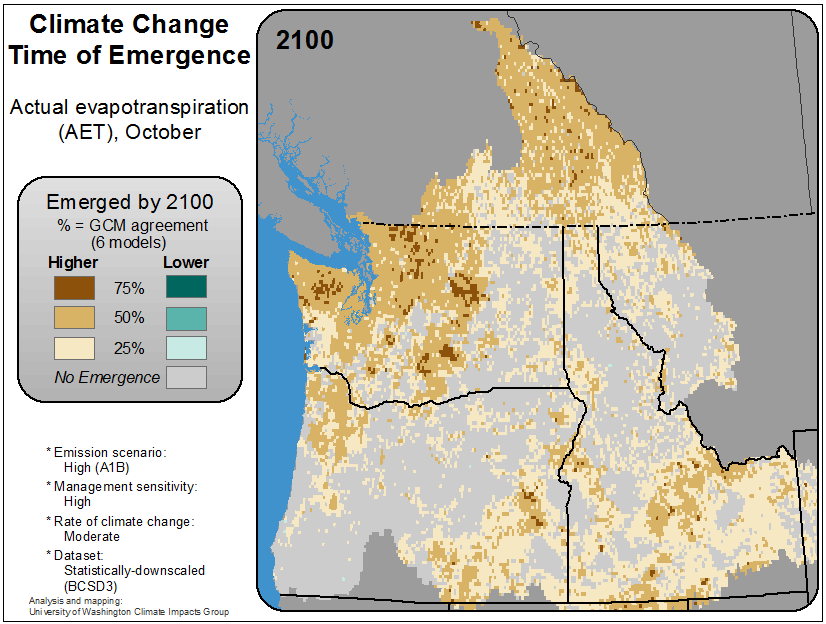 Climate Change
Time of Emergence
Actual evapotranspiration
(AET), October
Emerged by 2100
% = GCM agreement
(6 models)
Higher Lower
75%
50%
25%
No Emergence
* Emission scenario:
High (A1B)
* Management sensitivity:
High
* Rate of climate change:
Moderate
* Dataset:
Statistically-downscaled
(BCSD3)
Analysis and mapping:
University of Washington Climate Impacts Group
2100